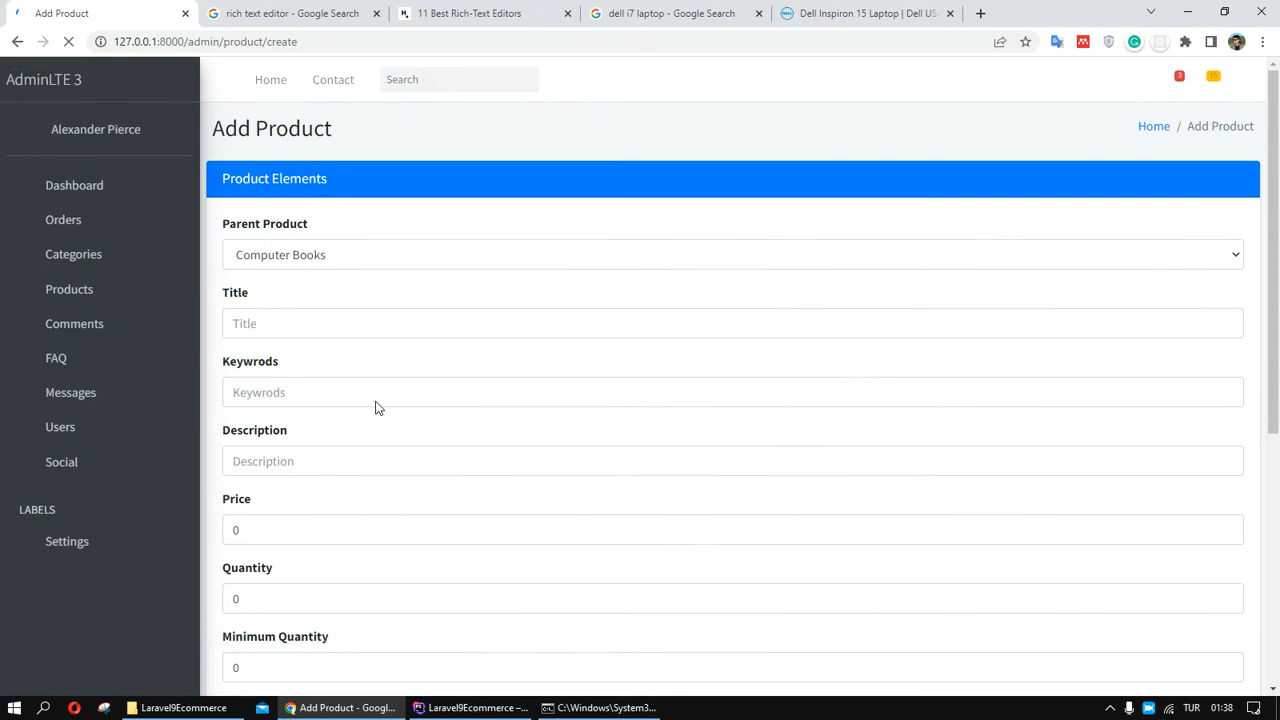 Add Product
rich text editor - Google Search
11 Best Rich-Text Editors
dell i7 laptop - Google Search
Dell Inspiron 15 Laptop | Dell USA
127.0.0.1:8000/admin/product/create
AdminLTE 3
Home
Contact
Search
3
15
Alexander Pierce
Add Product
Home / Add Product
Dashboard
Orders
Categories
Products
Comments
FAQ
Messages
Users
Social
LABELS
Settings
Product Elements
Parent Product
Computer Books
Title
Title
Keywrods
Keywrods
Description
Description
Price
0
Quantity
0
Minimum Quantity
0
Laravel9Ecommerce
Add Product - Googl...
Laravel9Ecommerce –...
C:\Windows\System3...
TUR
01:38